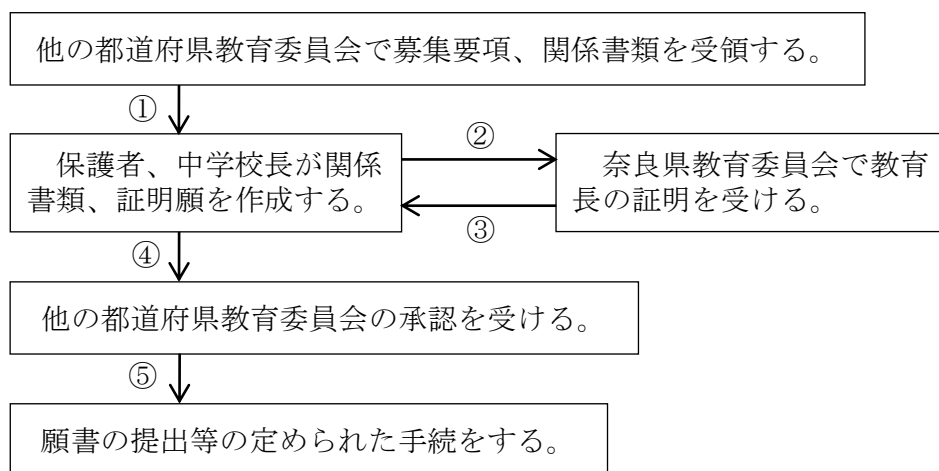 他の都道府県教育委員会で募集要項、関係書類を受領する。
①
保護者、中学校長が関係
書類、証明願を作成する。
②
③
奈良県教育委員会で教育
長の証明を受ける。
④
他の都道府県教育委員会の承認を受ける。
⑤
願書の提出等の定められた手続をする。